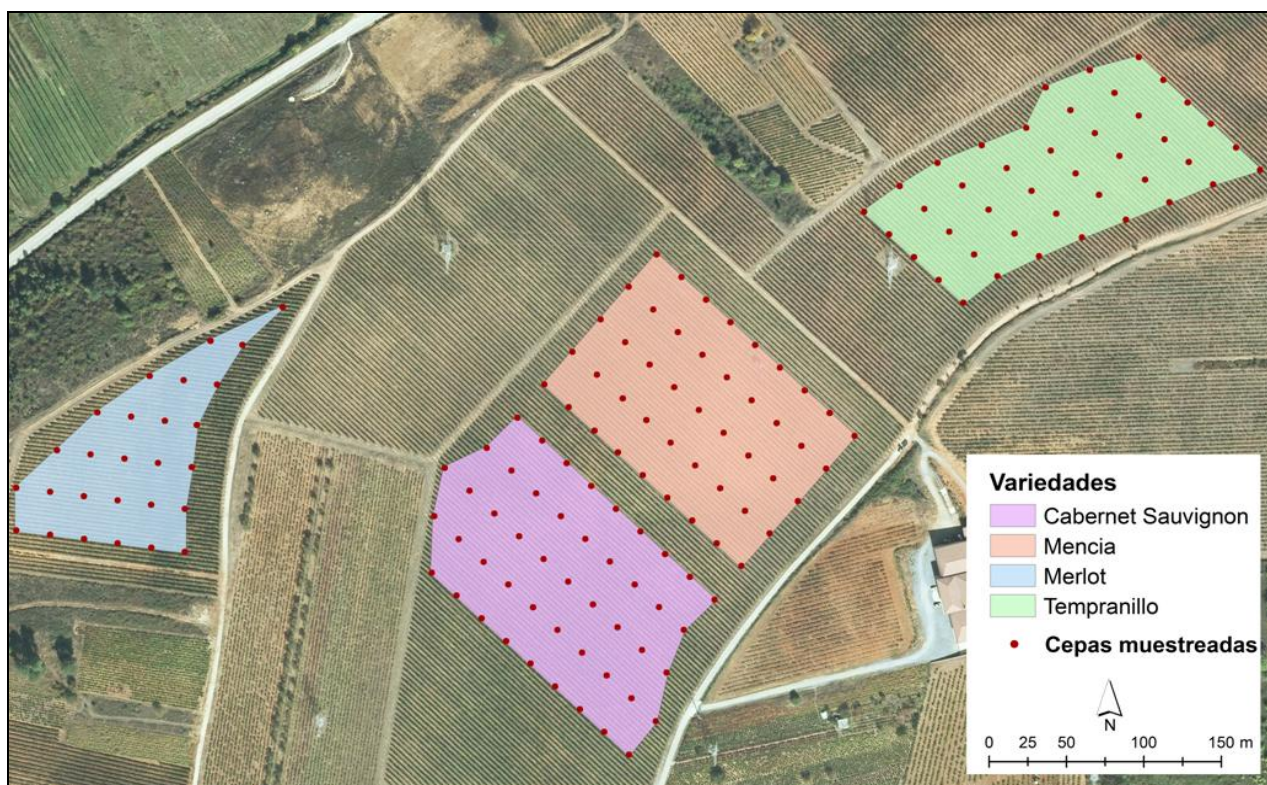 Variedades
Cabernet Sauvignon
Mencia
Merlot
Tempranillo
Cepas muestreadas
N
0 25 50 100 150 m